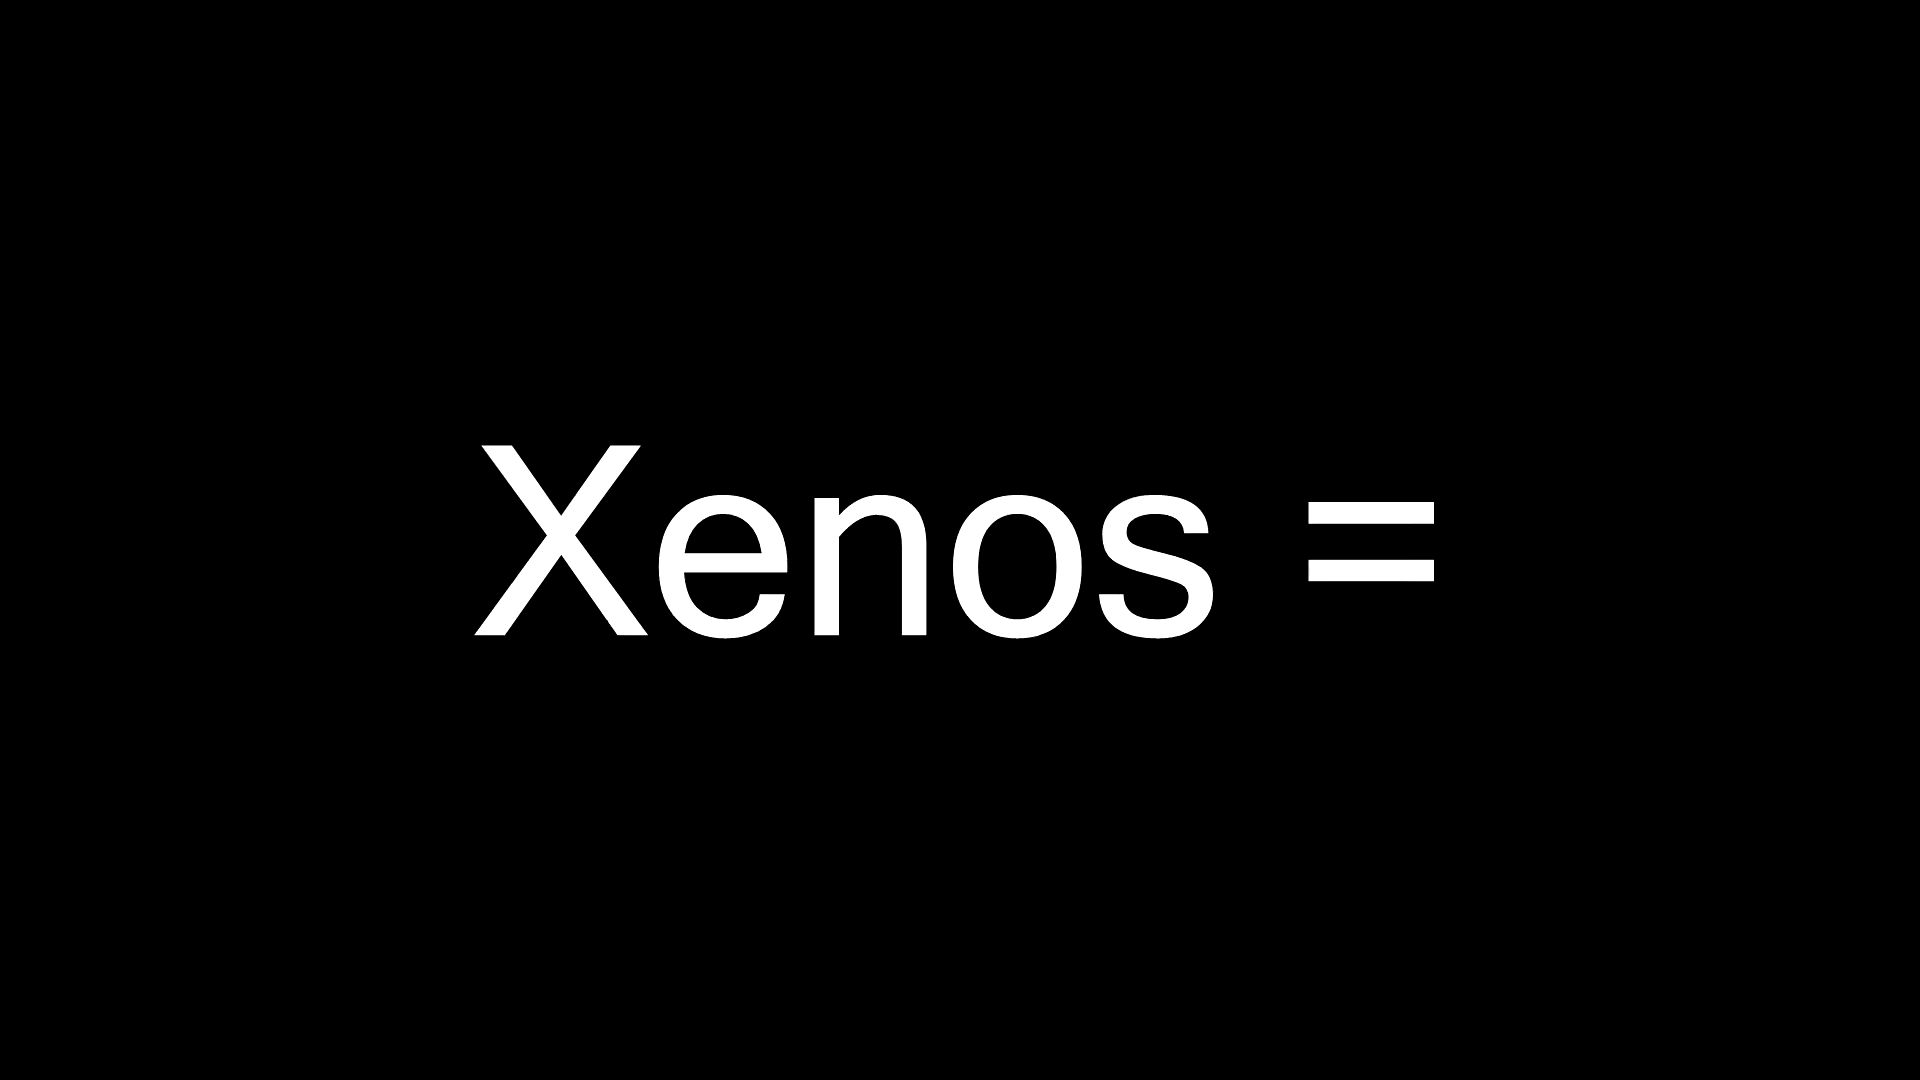 Xenos =